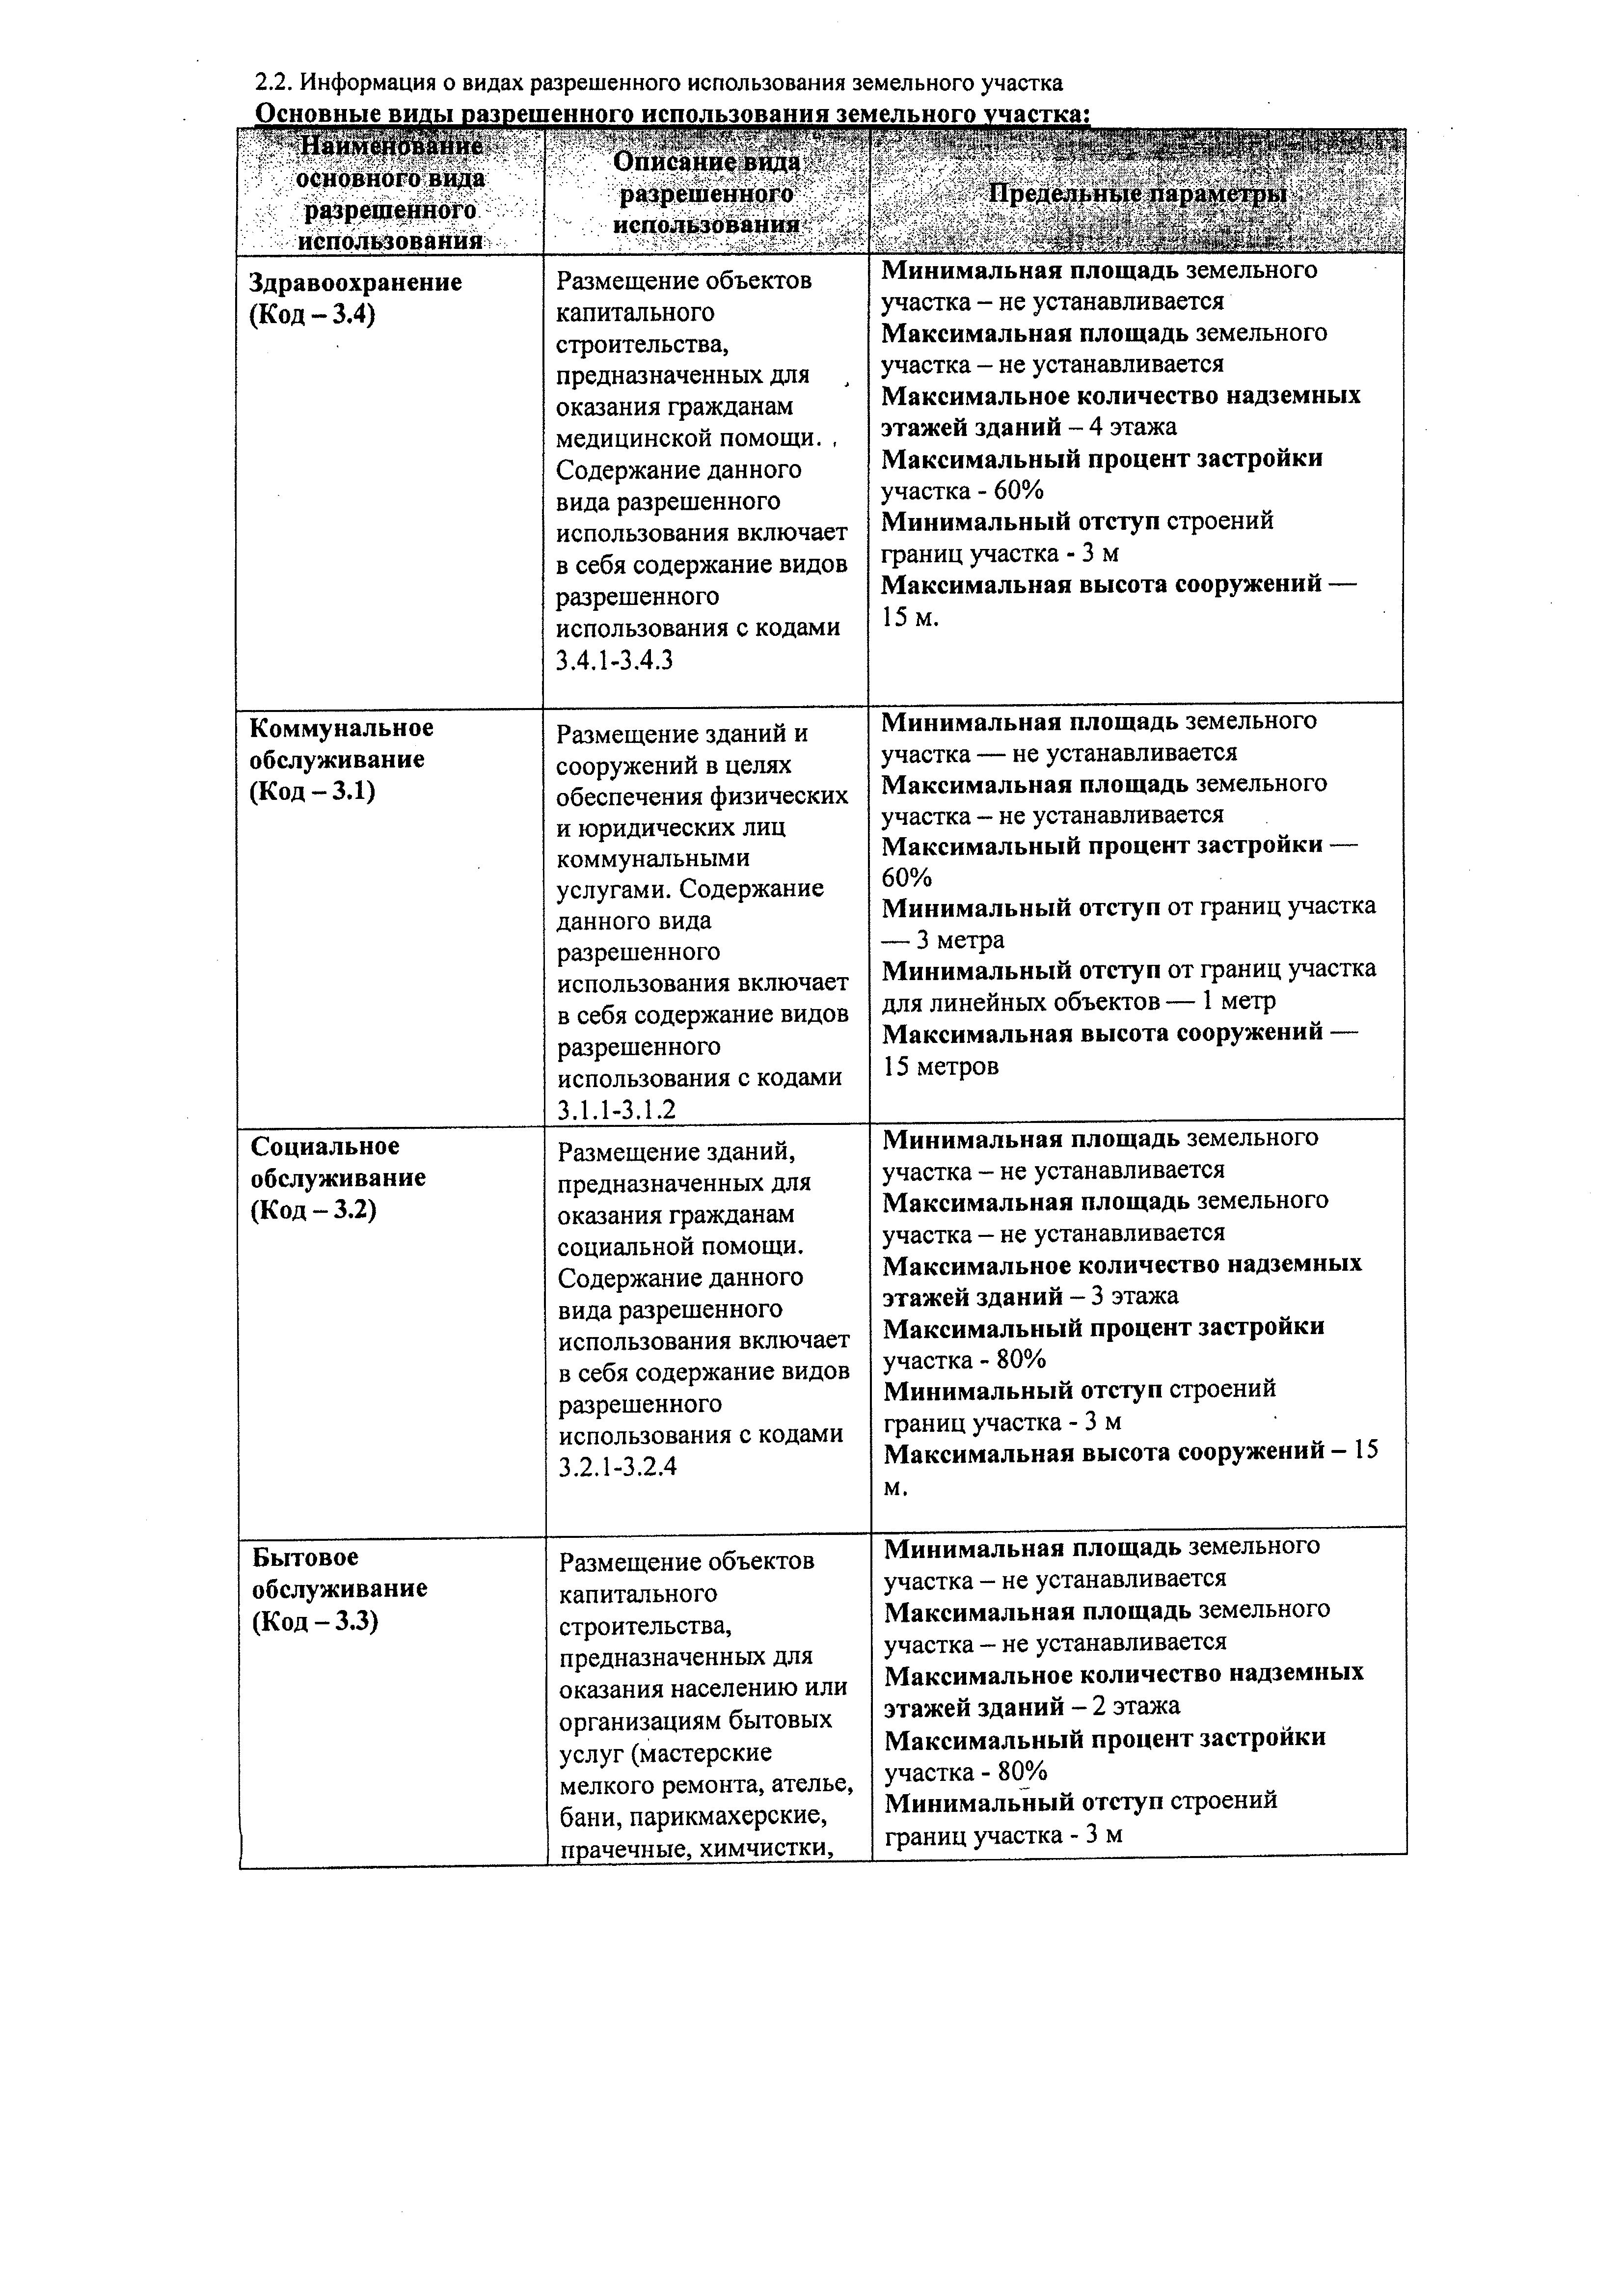 2.2. Информация о видах разрешенного использования земельного участка
Основные виды разрешенного использования земельного участка:
Наименование
основного вида
разрешенного
использования
Описание вида
разрешенного
использования
Предельные параметры
Здравоохранение
(Код – 3.4)
Размещение объектов
капитального
строительства,
предназначенных для
оказания гражданам
медицинской помощи.
Содержание данного
вида разрешенного
использования включает
в себя содержание видов
разрешенного
использования с кодами
3.4.1-3.4.3
Минимальная площадь земельного
участка – не устанавливается
Максимальная площадь земельного
участка – не устанавливается
Максимальное количество надземных
этажей зданий – 4 этажа
Максимальный процент застройки
участка - 60%
Минимальный отступ строений
границ участка - 3 м
Максимальная высота сооружений —
15 м.
Коммунальное
обслуживание
(Код – 3.1)
Размещение зданий и
сооружений в целях
обеспечения физических
и юридических лиц
коммунальными
услугами. Содержание
данного вида
разрешенного
использования включает
в себя содержание видов
разрешенного
использования с кодами
3.1.1-3.1.2
Минимальная площадь земельного
участка — не устанавливается
Максимальная площадь земельного
участка – не устанавливается
Максимальный процент застройки —
60%
Минимальный отступ от границ участка
— 3 метра
Минимальный отступ от границ участка
для линейных объектов — 1 метр
Максимальная высота сооружений —
15 метров
Социальное
обслуживание
(Код – 3.2)
Размещение зданий,
предназначенных для
оказания гражданам
социальной помощи.
Содержание данного
вида разрешенного
использования включает
в себя содержание видов
разрешенного
использования с кодами
3.2.1-3.2.4
Минимальная площадь земельного
участка – не устанавливается
Максимальная площадь земельного
участка – не устанавливается
Максимальное количество надземных
этажей зданий – 3 этажа
Максимальный процент застройки
участка - 80%
Минимальный отступ строений
границ участка - 3 м
Максимальная высота сооружений – 15
м.
Бытовое
обслуживание
(Код – 3.3)
Размещение объектов
капитального
строительства,
предназначенных для
оказания населению или
организациям бытовых
услуг (мастерские
мелкого ремонта, ателье,
бани, парикмахерские,
прачечные, химчистки,
Минимальная площадь земельного
участка – не устанавливается
Максимальная площадь земельного
участка – не устанавливается
Максимальное количество надземных
этажей зданий – 2 этажа
Максимальный процент застройки
участка - 80%
Минимальный отступ строений
границ участка - 3 м